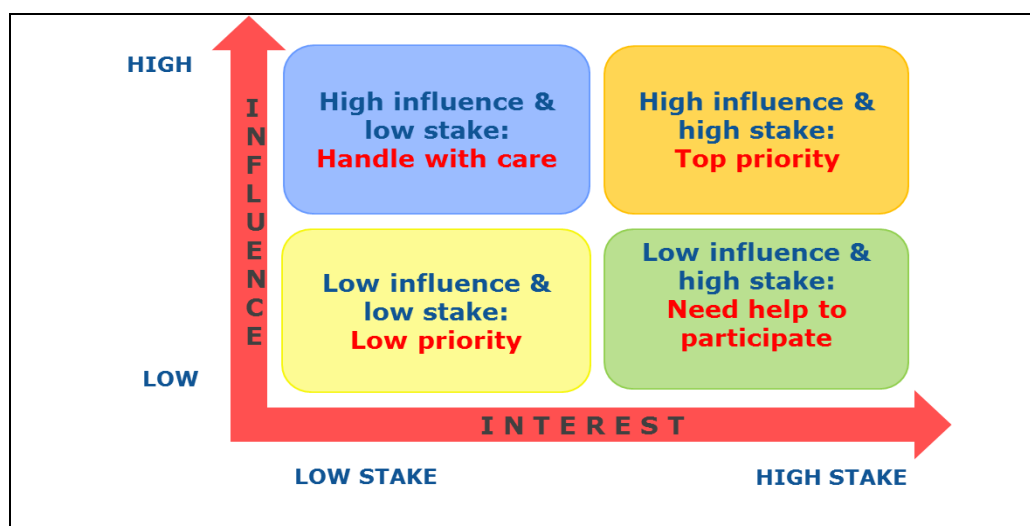 HIGH
INFLUENCE
High influence &
low stake:
Handle with care
High influence &
high stake:
Top priority
Low influence &
low stake:
Low priority
Low influence &
high stake:
Need help to
participate
LOW
INTEREST
LOW STAKE
HIGH STAKE